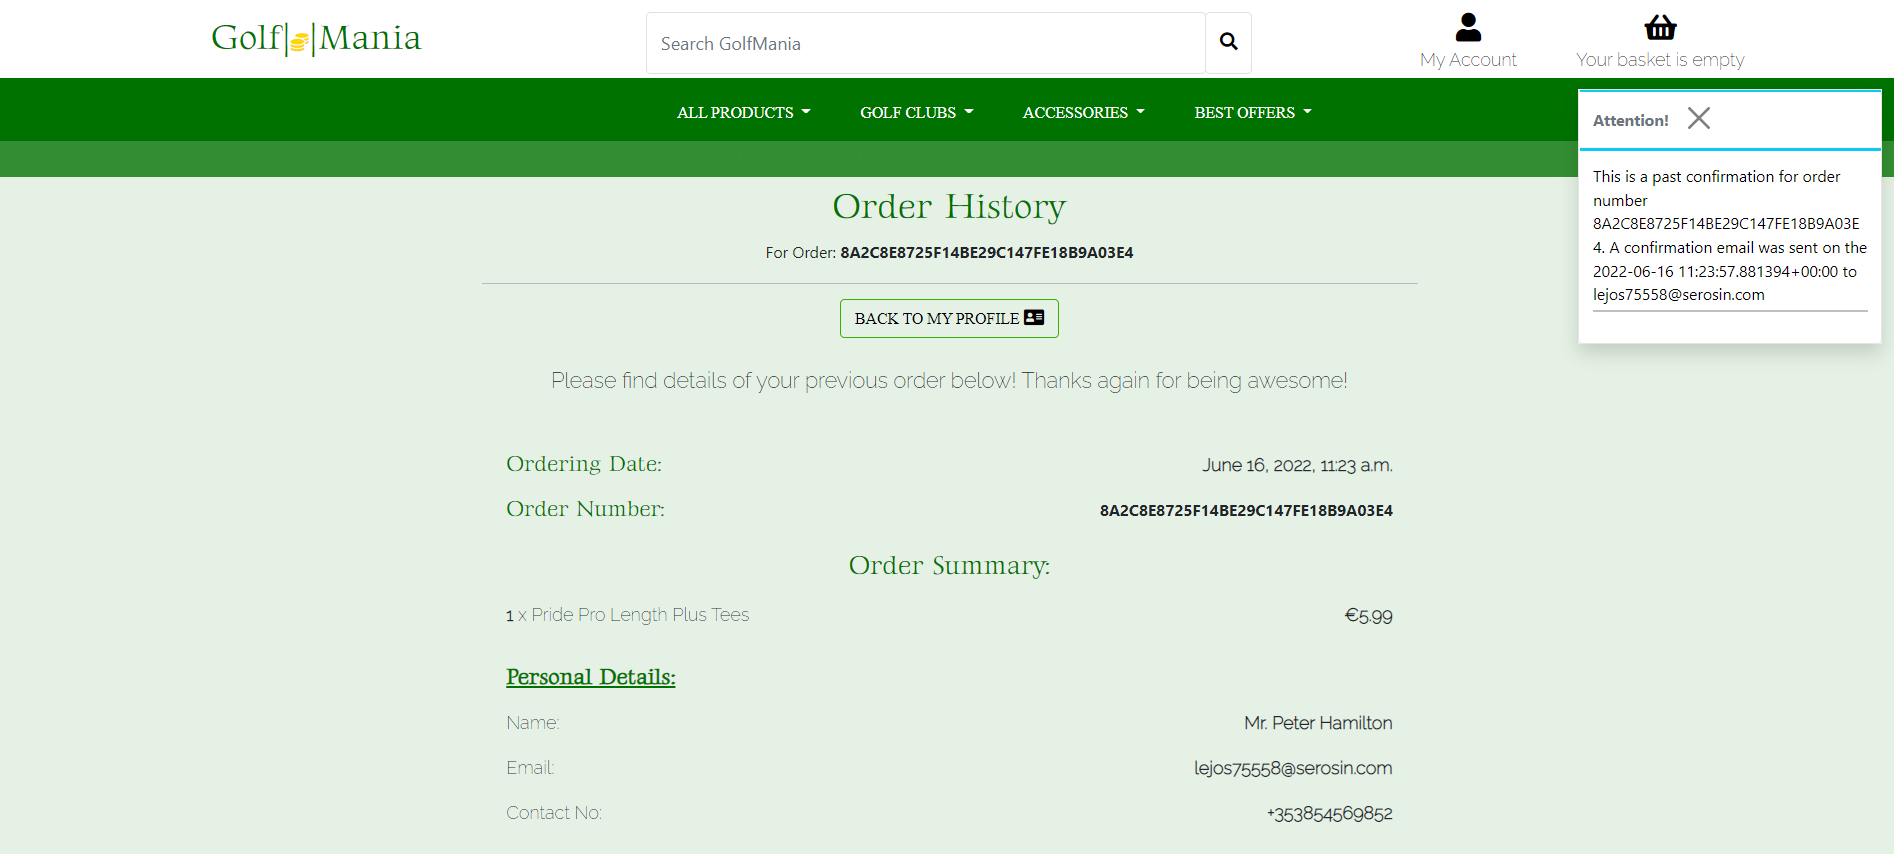 Golf Mania
Search GolfMania
My Account
Your basket is empty
ALL PRODUCTS
GOLF CLUBS
ACCESSORIES
BEST OFFERS
Attention!
This is a past confirmation for order
number
8A2C8E8725F14BE29C147FE18B9A03E
4. A confirmation email was sent on the
2022-06-16 11:23:57.881394+00:00 to
lejos75558@serosin.com
Order History
For Order: 8A2C8E8725F14BE29C147FE18B9A03E4
BACK TO MY PROFILE
Please find details of your previous order below! Thanks again for being awesome!
Ordering Date: June 16, 2022, 11:23 a.m.
Order Number: 8A2C8E8725F14BE29C147FE18B9A03E4
Order Summary:
1 x Pride Pro Length Plus Tees €5.99
Personal Details:
Name: Mr. Peter Hamilton
Email: lejos75558@serosin.com
Contact No: +353854569852